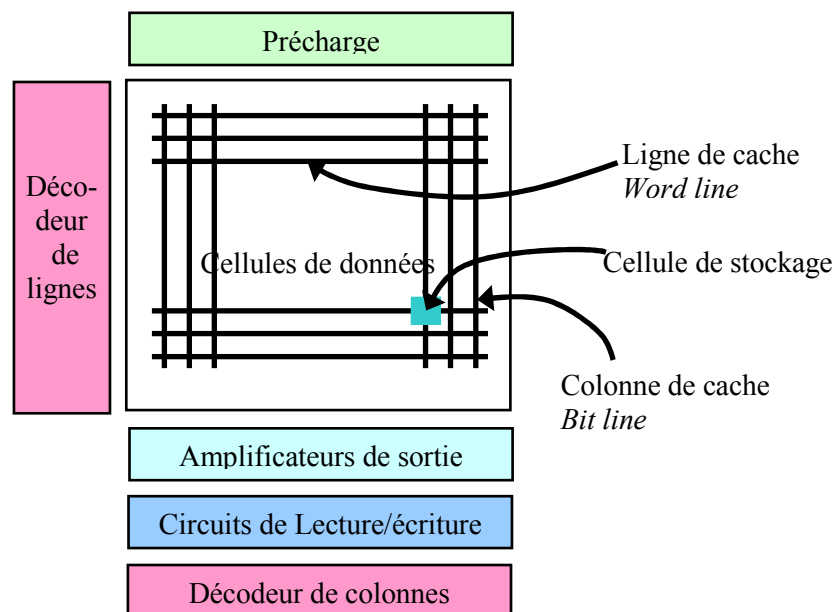 Précharge
Déco-
deur
de
lignes
Ligne de cache
Word line
Cellules de données
Cellule de stockage
Colonne de cache
Bit line
Amplificateurs de sortie
Circuits de Lecture/écriture
Décodeur de colonnes